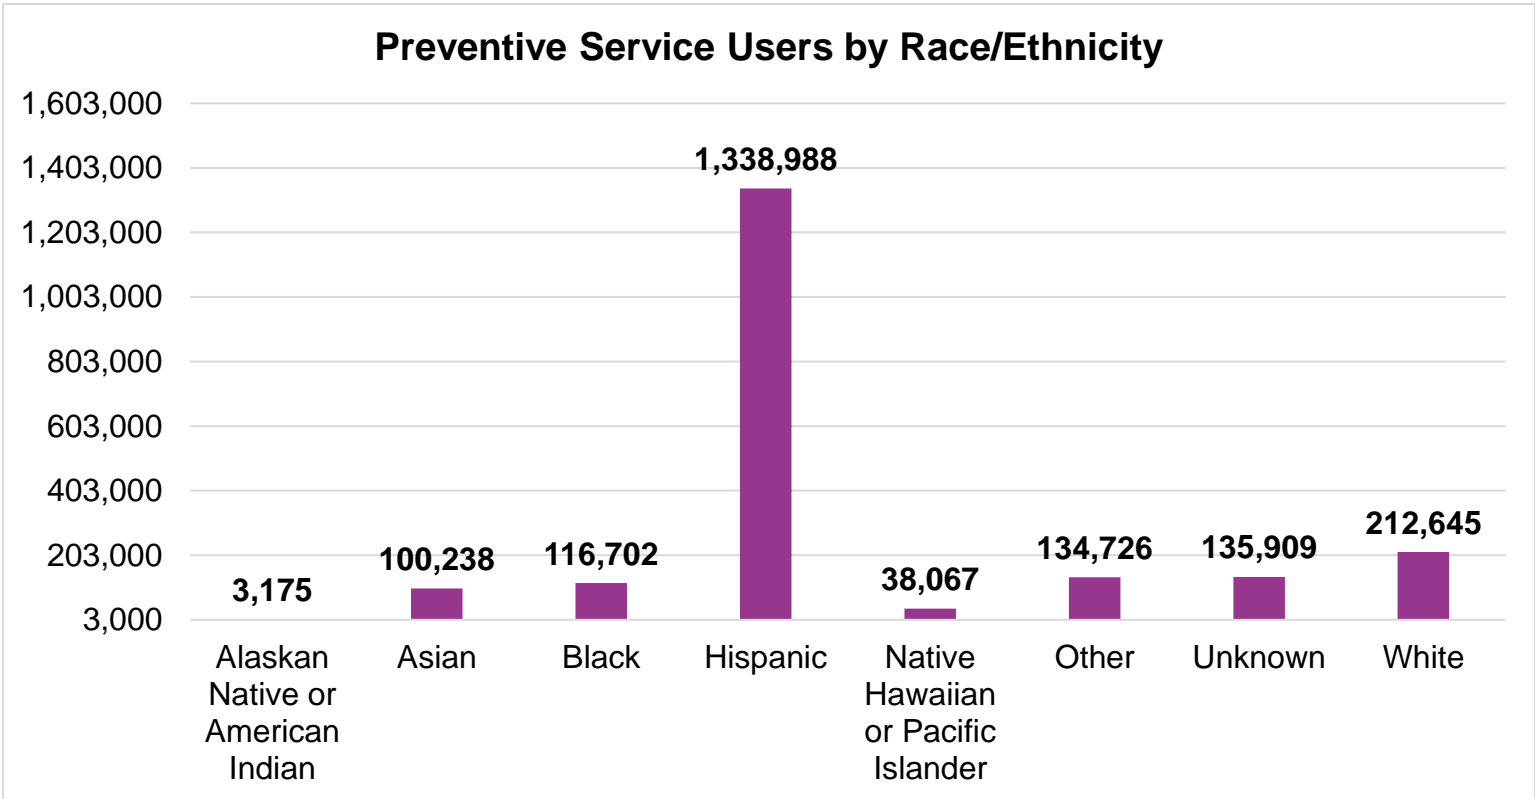 Preventive Service Users by Race/Ethnicity
1,603,000
1,403,000
1,203,000
1,003,000
803,000
603,000
403,000
203,000
3,000
3,175
100,238
116,702
1,338,988
38,067
134,726
135,909
212,645
Alaskan
Native or
American
Indian
Asian
Black
Hispanic
Native
Hawaiian
or Pacific
Islander
Other
Unknown
White